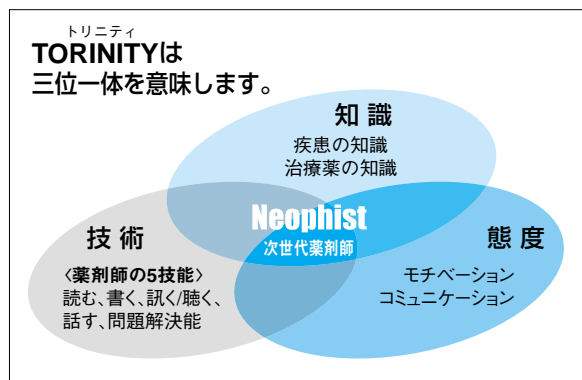 トリニティ
TORINITYは
三位一体を意味します。
知識
疾患の知識
治療薬の知識
Neophist
次世代薬剤師
技術
〈薬剤師の5技能〉
読む、書く、訊く/聴く、
話す、問題解決能
態度
モチベーション
コミュニケーション